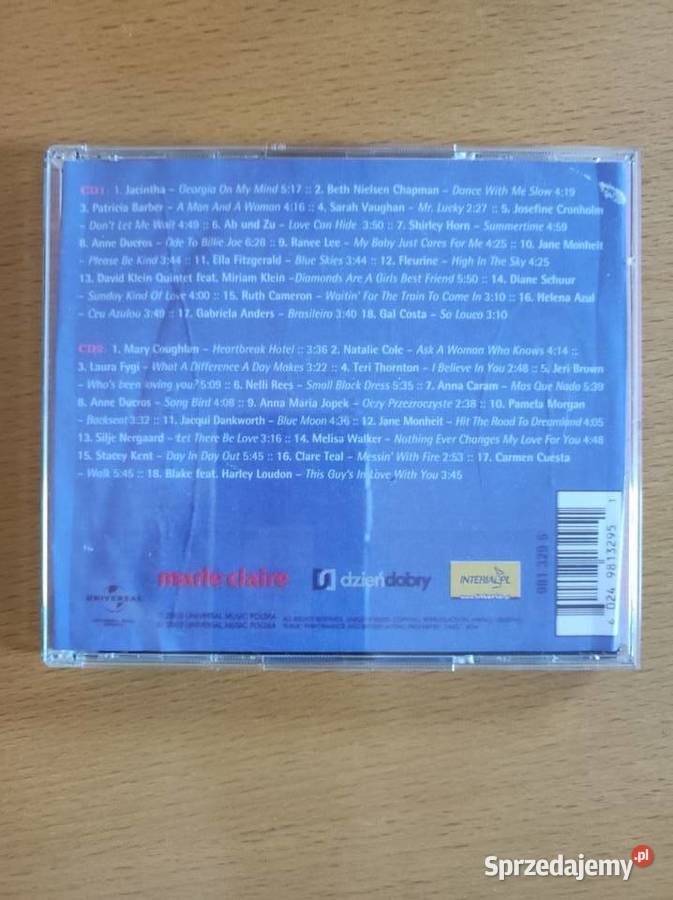 CD1 1. Jacintha – Georgia On My Mind 5:17 :: 2. Beth Nielsen Chapman – Dance With Me Slow 4:19
3. Patricia Barber – A Man And A Woman 4:16 :: 4. Sarah Vaughan – Mr. Lucky 2:27 :: 5. Josefine Cronholm
– Don't Let Me Wait 4:49 :: 6. Ab und Zu – Love Can Hide 3:50 :: 7. Shirley Horn – Summertime 4:59
8. Anne Ducros – Ode To Billie Joe 6:28 :: 9. Ranee Lee – My Baby Just Cares For Me 4:25 :: 10. Jane Monheit
– Please Be Kind 3:44 :: 11. Ella Fitzgerald – Blue Skies 3:44 :: 12. Fleurine – High In The Sky 4:25
13. David Klein Quintet feat. Miriam Klein –Diamonds Are A Girls Best Friend 5:50 :: 14. Diane Schuur
– Sunday Kind Of Love 4:00 :: 15. Ruth Cameron – Waitin' For The Train To Come In 3:10 :: 16. Helena Azul
– Ceu Azulou 3:49 :: 17. Gabriela Anders – Brasileiro 3:40 18. Gal Costa – So Louco 3:10
CD2 1. Mary Coughlan – Heartbreak Hotel :: 3:36 2. Natalie Cole – Ask A Woman Who Knows 4:14 ::
3. Laura Fygi – What A Difference A Day Makes 3:22 :: 4. Teri Thornton – I Believe In You 2:48 :: 5. Jeri Brown
– Who's been loving you? 5:09 :: 6. Nelli Rees – Small Black Dress 5:35 :: 7. Anna Caram – Mas Que Nada 5:39
8. Anne Ducros – Song Bird 4:08 :: 9. Anna Maria Jopek – Oczy Przezroczyste 2:38 :: 10. Pamela Morgan
– Backseat 3:32 :: 11. Jacqui Dankworth – Blue Moon 4:36 :: 12. Jane Monheit – Hit The Road To Dreamland 4:05
13. Silje Nergaard –Let There Be Love 3:16 :: 14. Melisa Walker – Nothing Ever Changes My Love For You 4:48
15. Stacey Kent – Day In Day Out 5:45 :: 16. Clare Teal – Messin' With Fire 2:53 :: 17. Carmen Cuesta
– Walk 5:45 :: 18. Blake feat. Harley Loudon – This Guy's In Love With You 3:45
marie claire
dzieńdobry
INTERIA.PL
UNIVERSAL
UNIVERSAL MUSIC POLSKA
UNIVERSAL MUSIC POLSKA
981 329 5
6 024 9813295 1
Sprzedajemy.pl